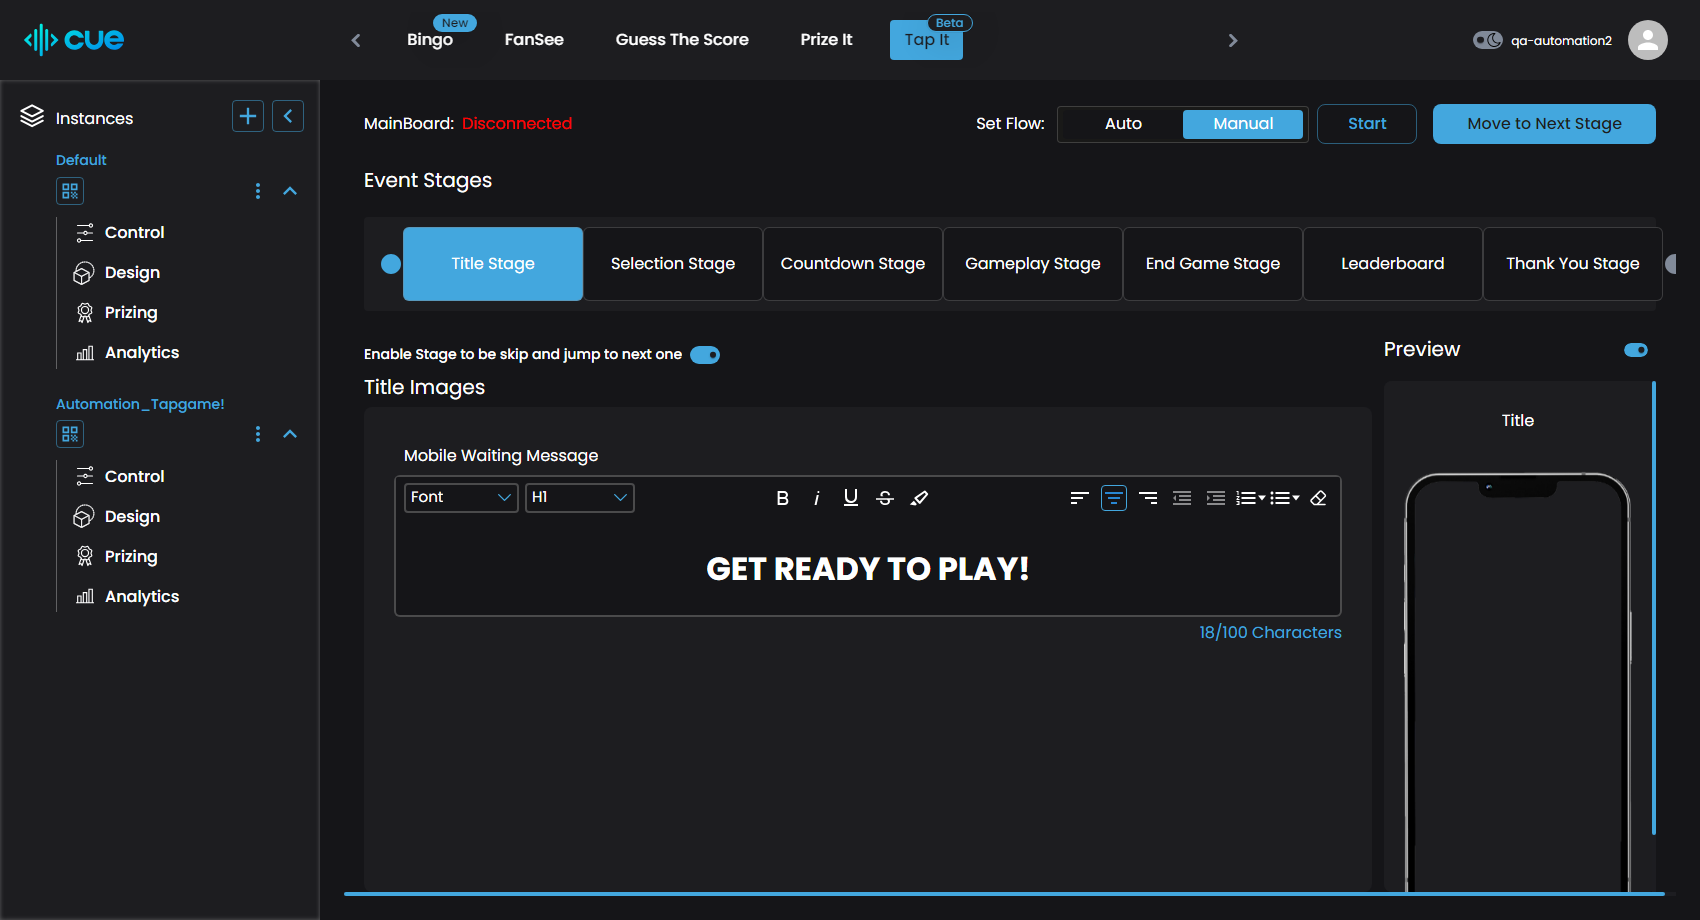 cue
New
Bingo
FanSee
Guess The Score
Prize It
Beta
Tap It
qa-automation2
Instances
Default
Control
Design
Prizing
Analytics
Automation_Tapgame!
Control
Design
Prizing
Analytics
MainBoard: Disconnected
Set Flow:
Auto
Manual
Start
Move to Next Stage
Event Stages
Title Stage
Selection Stage
Countdown Stage
Gameplay Stage
End Game Stage
Leaderboard
Thank You Stage
Enable Stage to be skip and jump to next one
Title Images
Mobile Waiting Message
Font
H1
B
i
U
S
GET READY TO PLAY!
18/100 Characters
Preview
Title